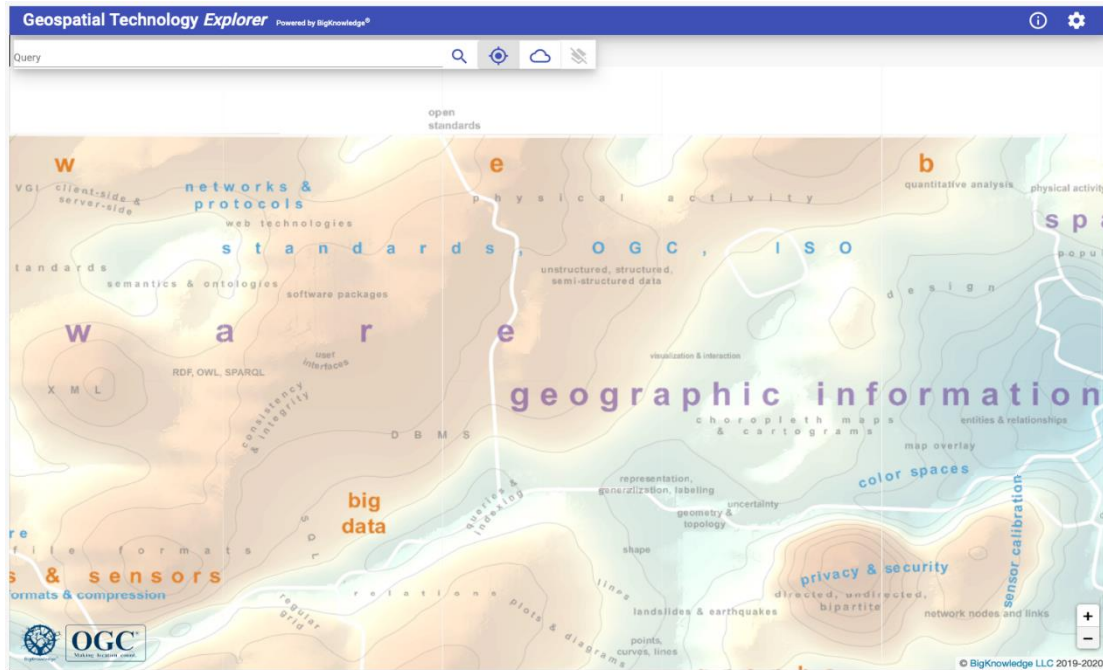 Geospatial Technology Explorer Powered by BigKnowledge®
Query
open
standards
w e b
VGI
client-side &
server-side
networks &
protocols
physical activity
quantitative analysis
physical activity
web technologies
spa
standards, OGC, ISO
popu
tandards
semantics & ontologies
unstructured, structured,
semi-structured data
software packages
design
w a r e
user
interfaces
visualization & interaction
RDF, OWL, SPARQL
XML
consistency
& integrity
geographic information
choropleth maps
& cartograms
entities & relationships
DBMS
map overlay
color spaces
representation,
generalization, labeling
queries &
indexing
uncertainty
geometry &
topology
big
data
SQL
sensor calibration
re
file formats
shape
s & sensors
privacy & security
ormats & compression
relations
lines
directed, undirected,
bipartite
regular
grid
plots & diagrams
landslides & earthquakes
network nodes and links
points,
curves, lines
+
−
BigKnowledge
OGC
Making location count.
© BigKnowledge LLC 2019-2020